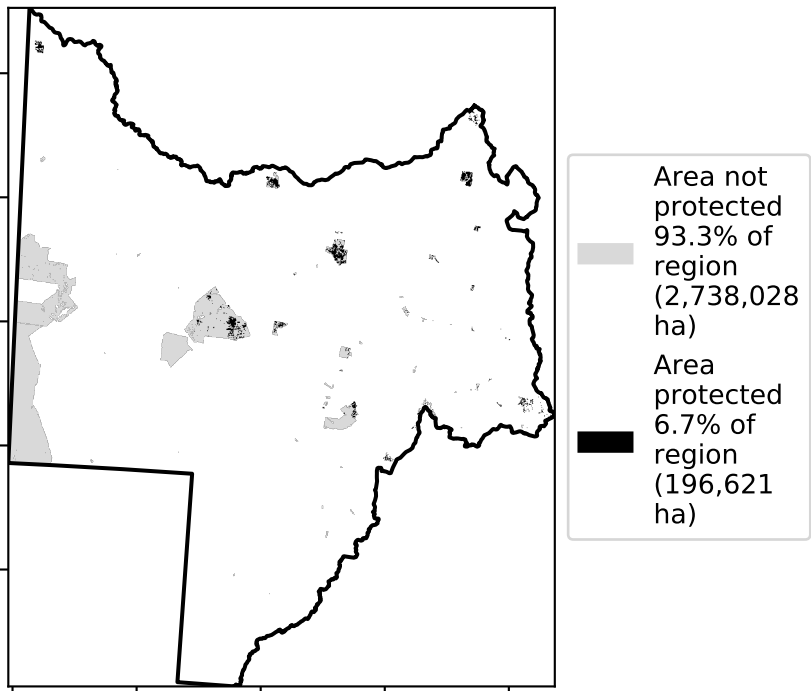 Area not
protected
93.3% of
region
(2,738,028
ha)
Area
protected
6.7% of
region
(196,621
ha)